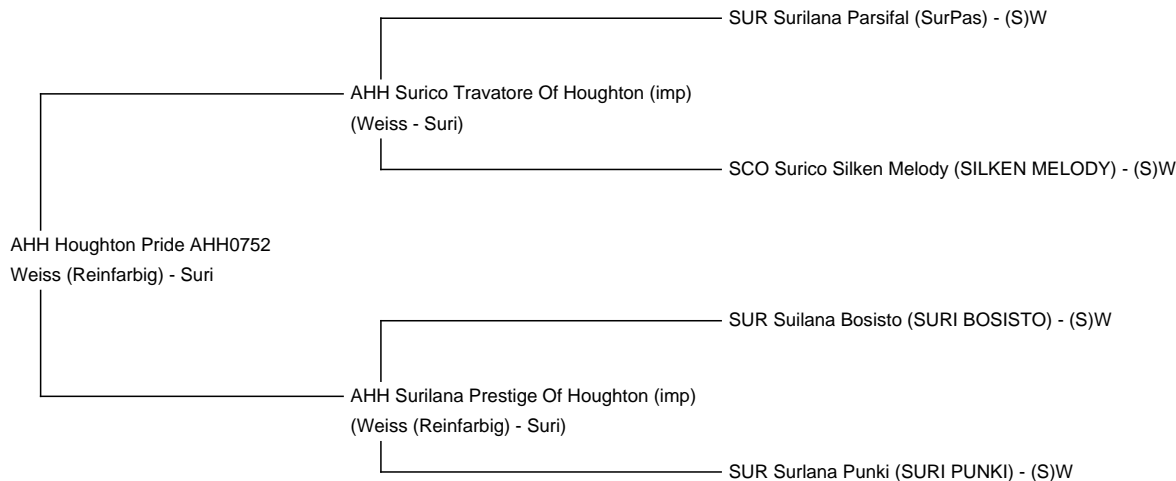 SUR Surilana Parsifal (SurPas) - (S)W
AHH Surico Travatore Of Houghton (imp)
(Weiss - Suri)
SCO Surico Silken Melody (SILKEN MELODY) - (S)W
AHH Houghton Pride AHH0752
Weiss (Reinfarbig) - Suri
SUR Suilana Bosisto (SURI BOSISTO) - (S)W
AHH Surilana Prestige Of Houghton (imp)
(Weiss (Reinfarbig) - Suri)
SUR Surlana Punki (SURI PUNKI) - (S)W